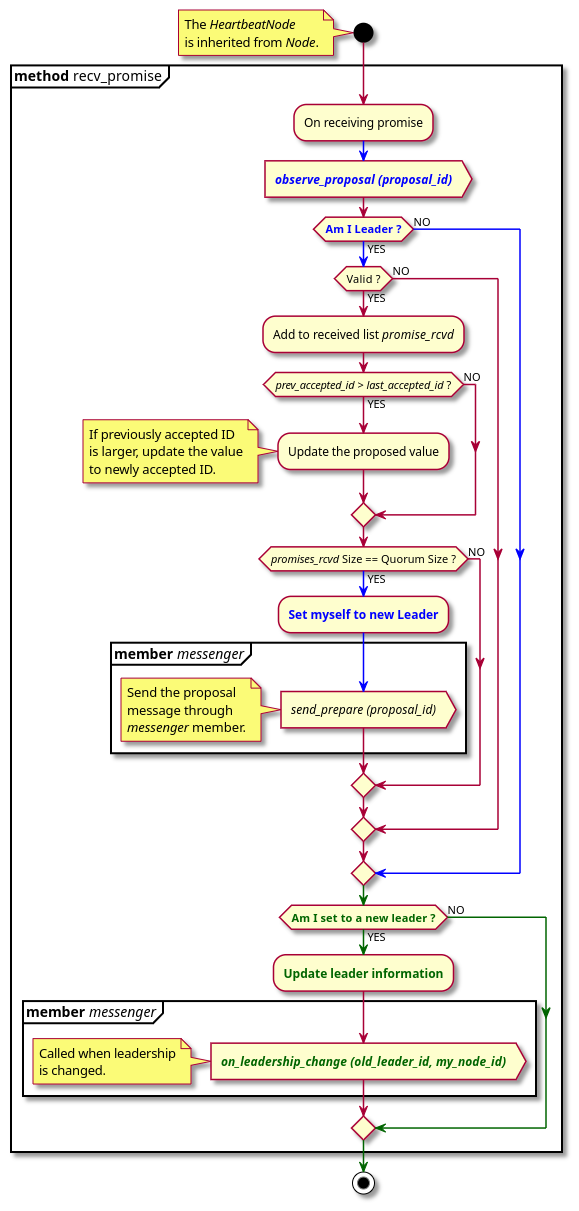 The HeartbeatNode
is inherited from Node.
method recv_promise
On receiving promise
observe_proposal (proposal_id)
Am I Leader ?
NO
YES
Valid ?
NO
YES
Add to received list promise_rcvd
prev_accepted_id > last_accepted_id ?
NO
YES
If previously accepted ID
is larger, update the value
to newly accepted ID.
Update the proposed value
promises_rcvd Size == Quorum Size ?
NO
YES
Set myself to new Leader
member messenger
Send the proposal
message through
messenger member.
send_prepare (proposal_id)
Am I set to a new leader ?
NO
YES
Update leader information
member messenger
Called when leadership
is changed.
on_leadership_change (old_leader_id, my_node_id)